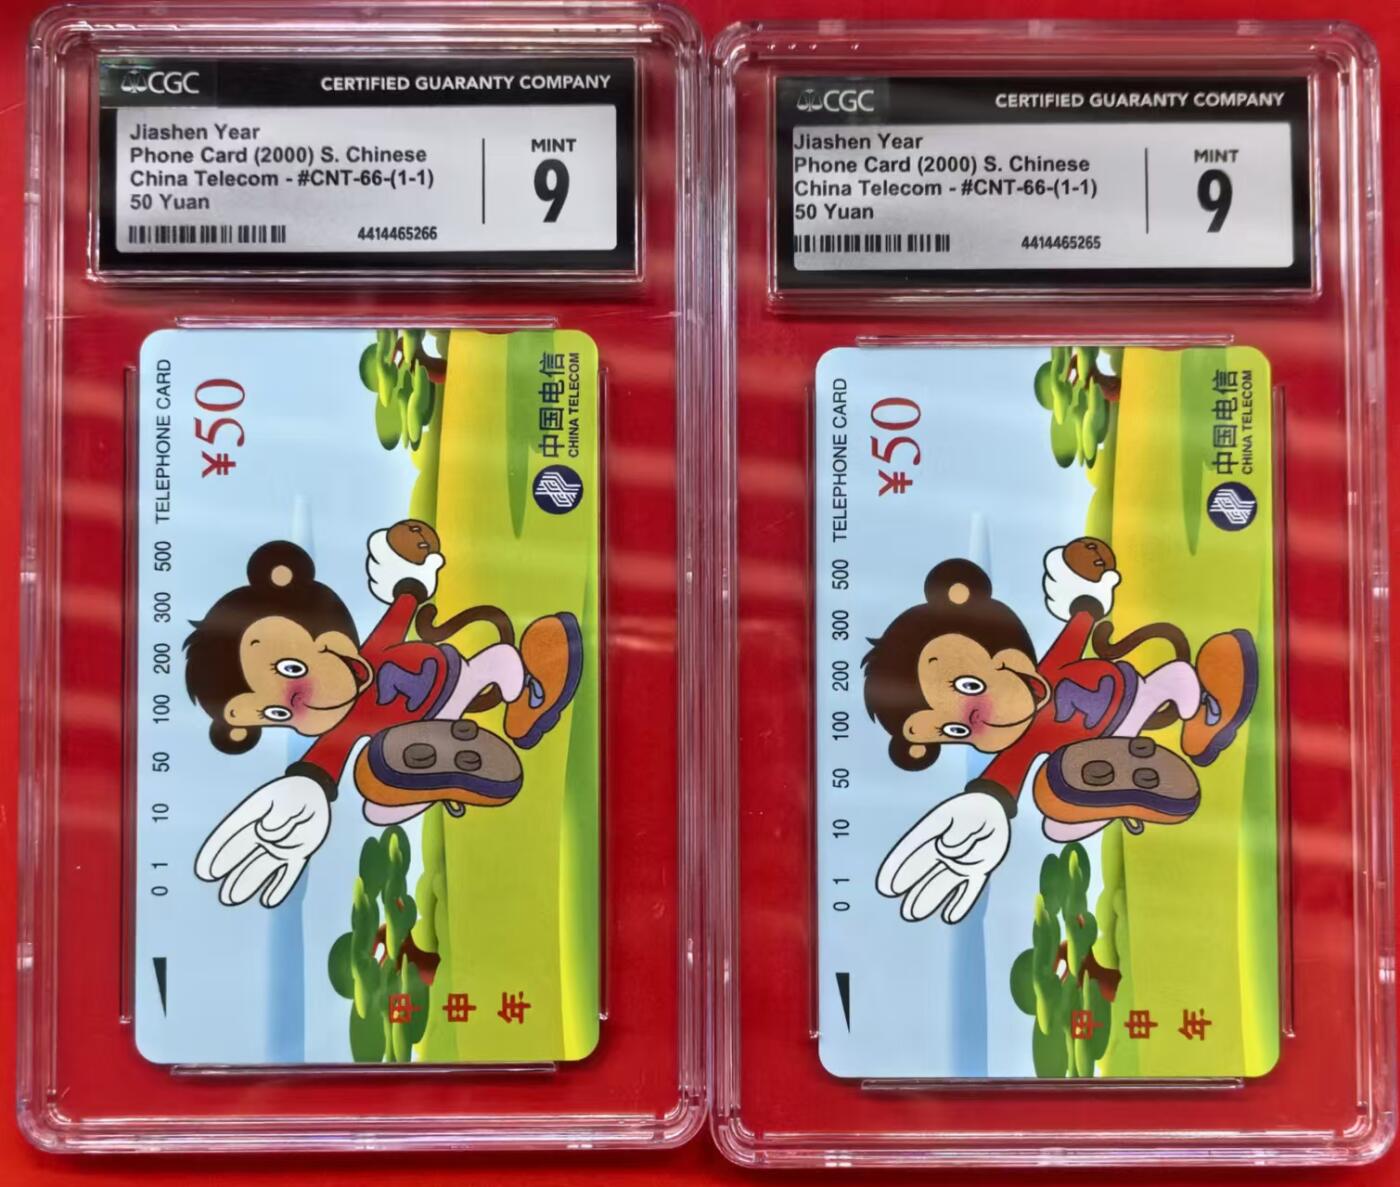 CGC CERTIFIED GUARANTY COMPANY
Jiashen Year
Phone Card (2000) S. Chinese
China Telecom - #CNT-66-(1-1)
50 Yuan
MINT
9
4414465266
TELEPHONE CARD
0 1 10 50 100 200 300 500
¥50
中国电信
CHINA TELECOM
甲申年
CGC CERTIFIED GUARANTY COMPANY
Jiashen Year
Phone Card (2000) S. Chinese
China Telecom - #CNT-66-(1-1)
50 Yuan
MINT
9
4414465265
TELEPHONE CARD
0 1 10 50 100 200 300 500
¥50
中国电信
CHINA TELECOM
甲申年